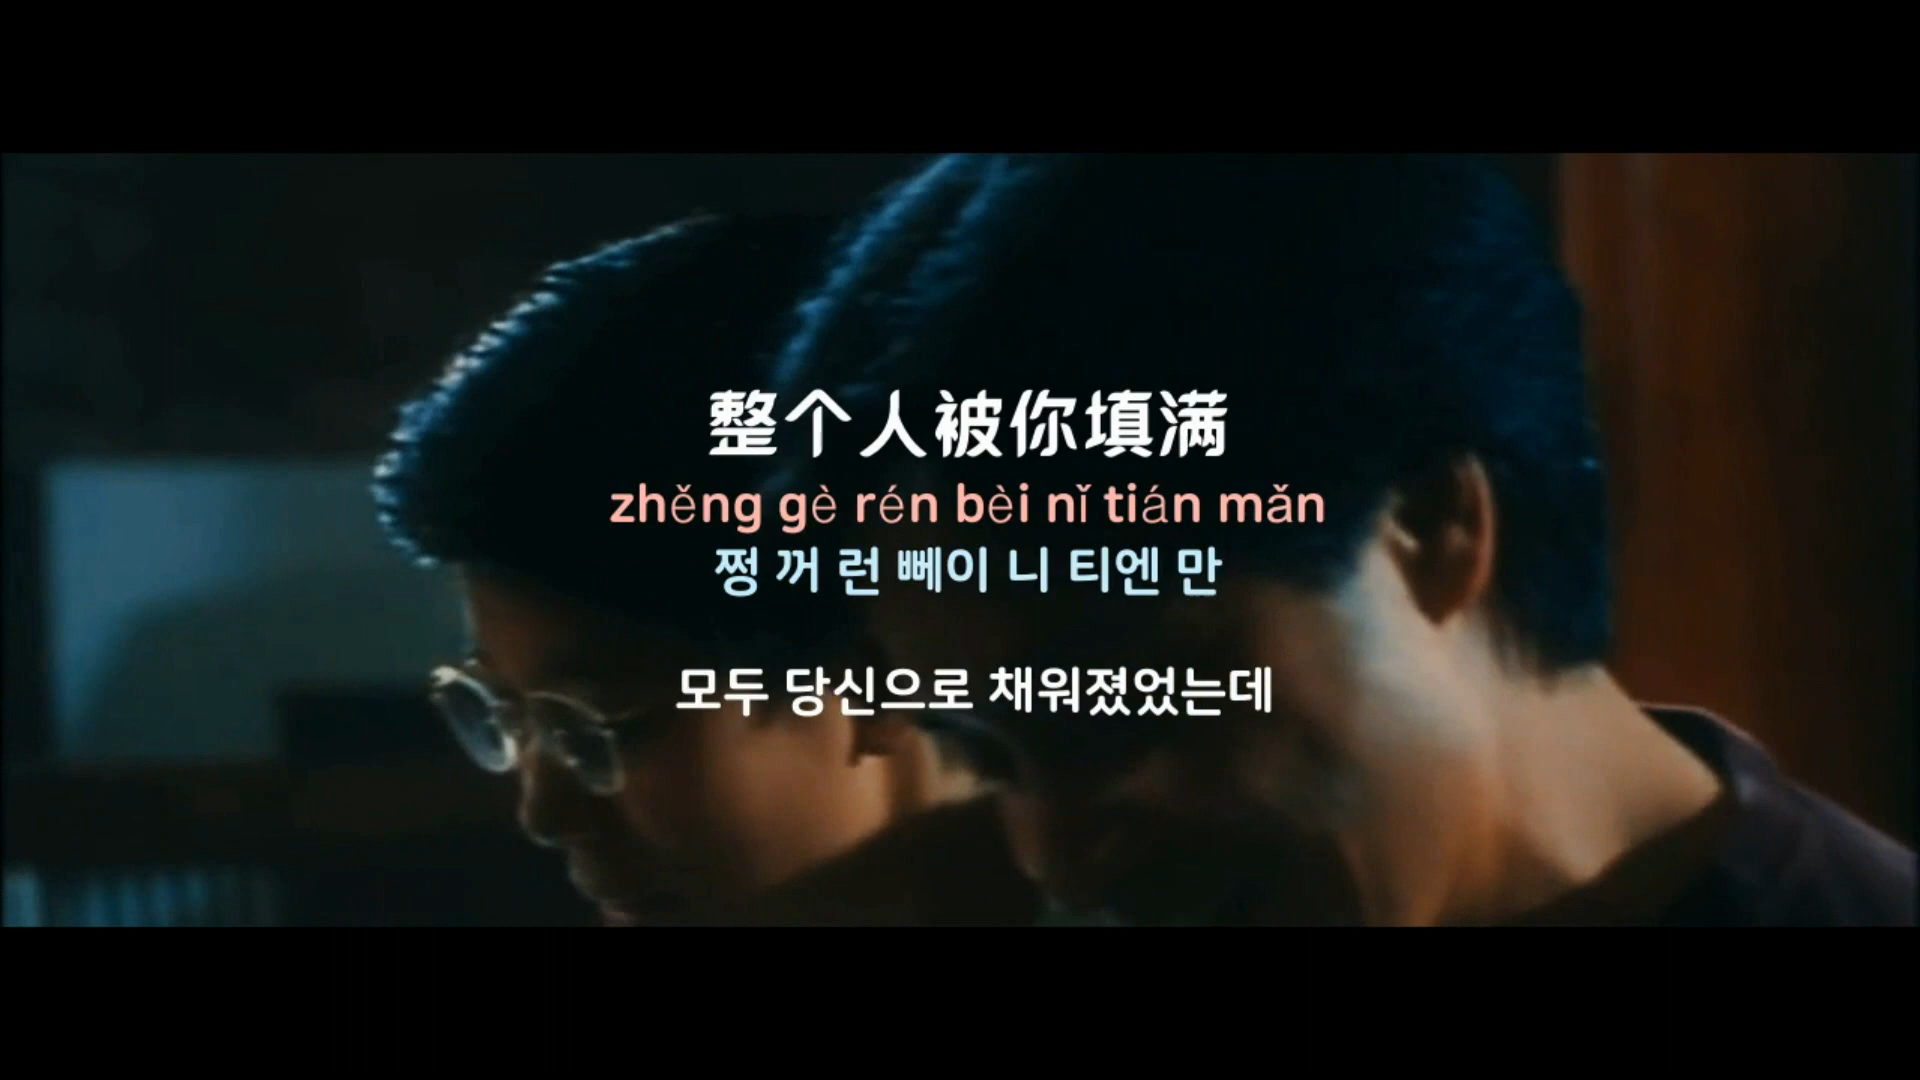 整个人被你填满
zhěng gè rén bèi nǐ tián mǎn
쩡 꺼 런 뻬이 니 티엔 만
모두 당신으로 채워졌었는데